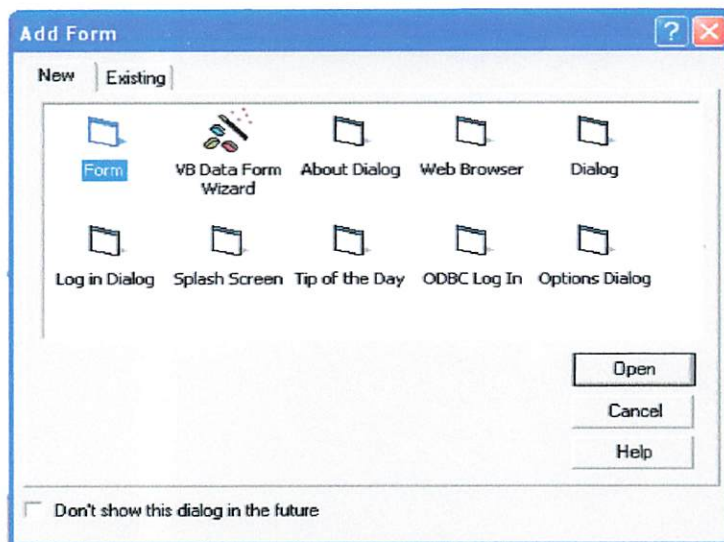 Add Form
New Existing
Form VB Data Form Wizard About Dialog Web Browser Dialog
Log in Dialog Splash Screen Tip of the Day ODBC Log In Options Dialog
Open
Cancel
Help
Don't show this dialog in the future